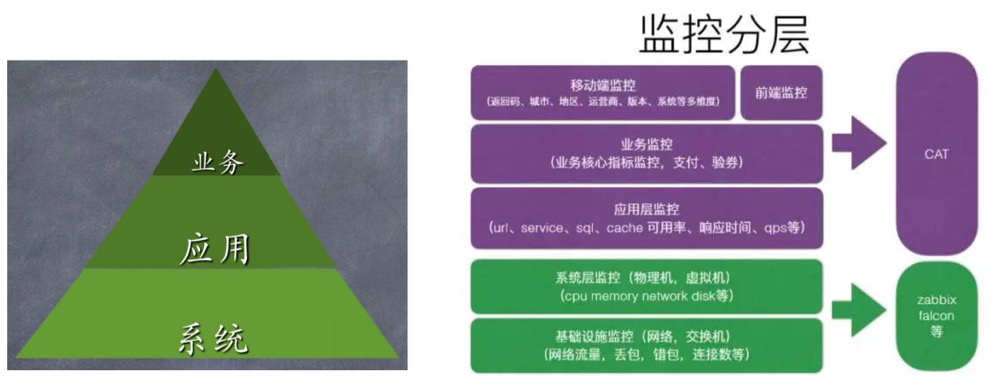 业务
应用
系统
监控分层
移动端监控
（返回码、城市、地区、运营商、版本、系统等多维度）
前端监控
业务监控
（业务核心指标监控，支付、验券）
应用层监控
（url、service、sql、cache 可用率、响应时间、qps等）
CAT
系统层监控（物理机，虚拟机）
（cpu memory network disk等）
基础设施监控（网络，交换机）
（网络流量，丢包，错包，连接数等）
zabbix
falcon
等